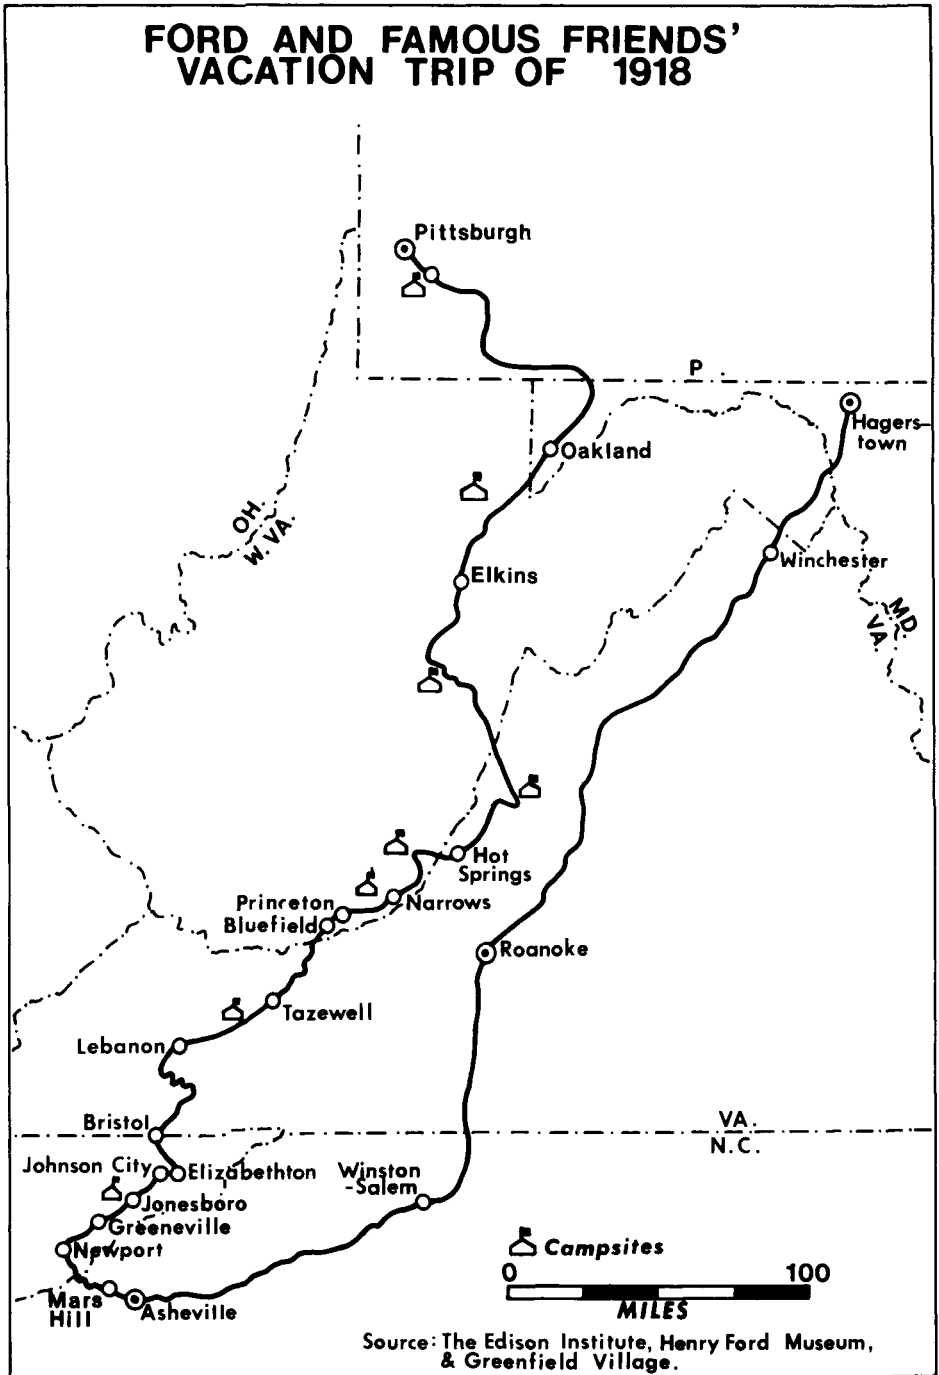 FORD AND FAMOUS FRIENDS'
VACATION TRIP OF 1918
Pittsburgh
P .
Hagers-
town
Oakland
OH.
W.VA.
Winchester
Elkins
MD.
VA.
Hot
Springs
Narrows
Princeton
Bluefield
Roanoke
Tazewell
Lebanon
Bristol
VA.
N.C.
Johnson City
Elizabethton
Winston
-Salem
Jonesboro
Greeneville
Newport
Campsites
0 100
MILES
Mars
Hill
Asheville
Source: The Edison Institute, Henry Ford Museum,
& Greenfield Village.